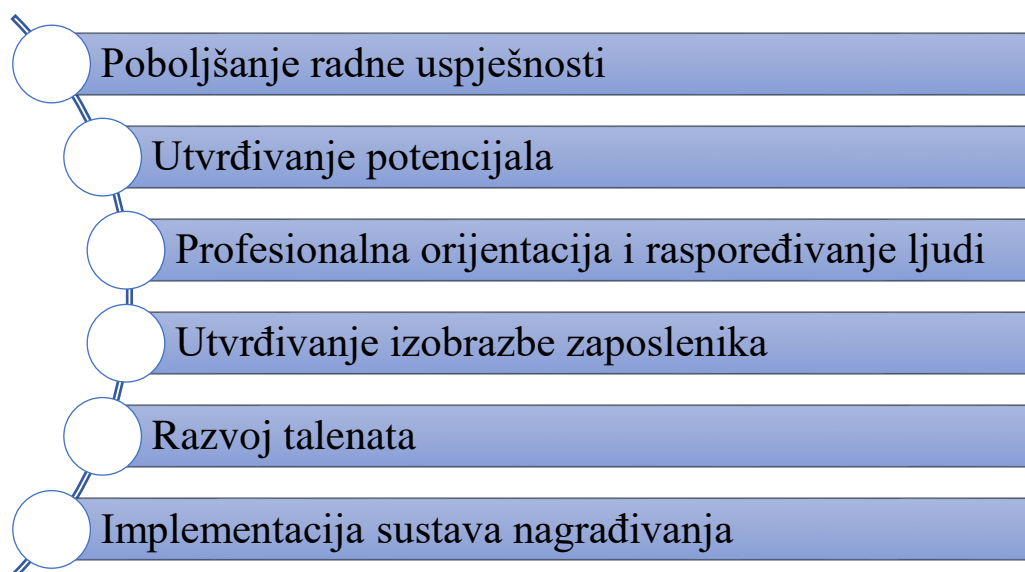 Poboljšanje radne uspješnosti
Utvrđivanje potencijala
Profesionalna orijentacija i raspoređivanje ljudi
Utvrđivanje izobrazbe zaposlenika
Razvoj talenata
Implementacija sustava nagrađivanja